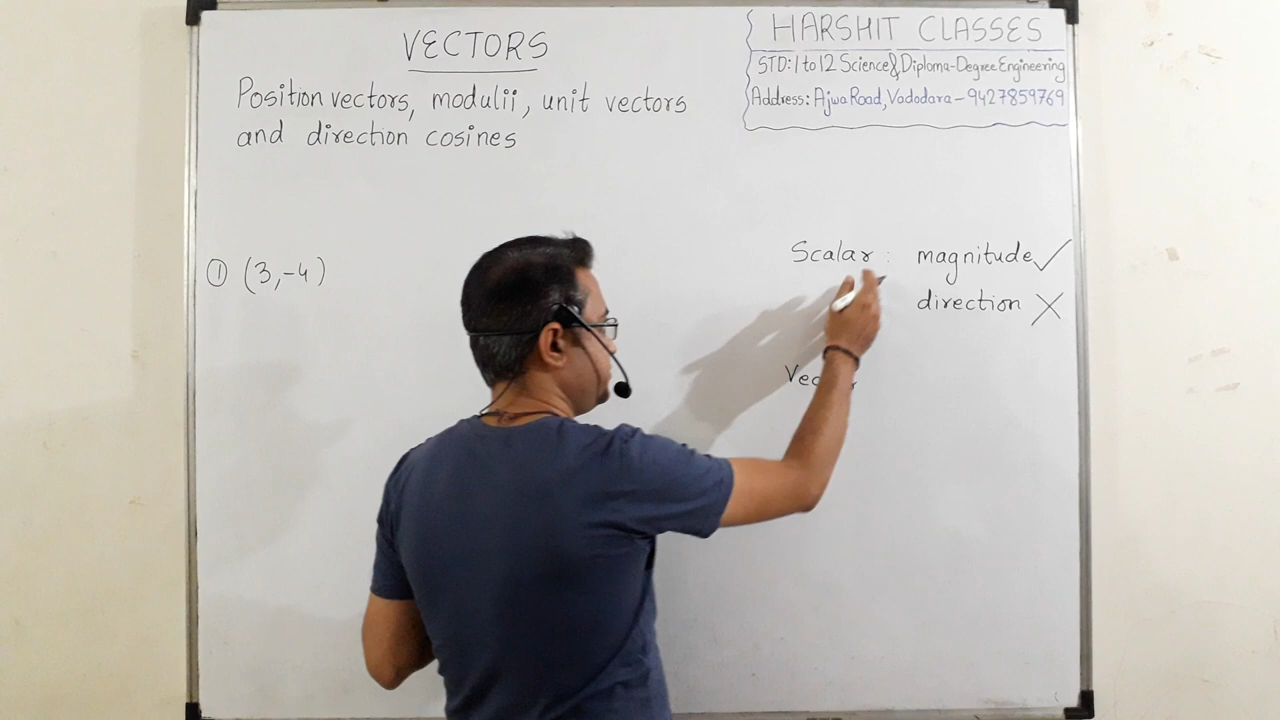 VECTORS
Position vectors, modulii, unit vectors
and direction cosines
HARSHIT CLASSES
STD: 1 to 12 Science & Diploma-Degree Engineering
Address: Ajwa Road, Vadodara - 9427859769
① (3,-4)
Scalar : magnitude ✓
direction ✗